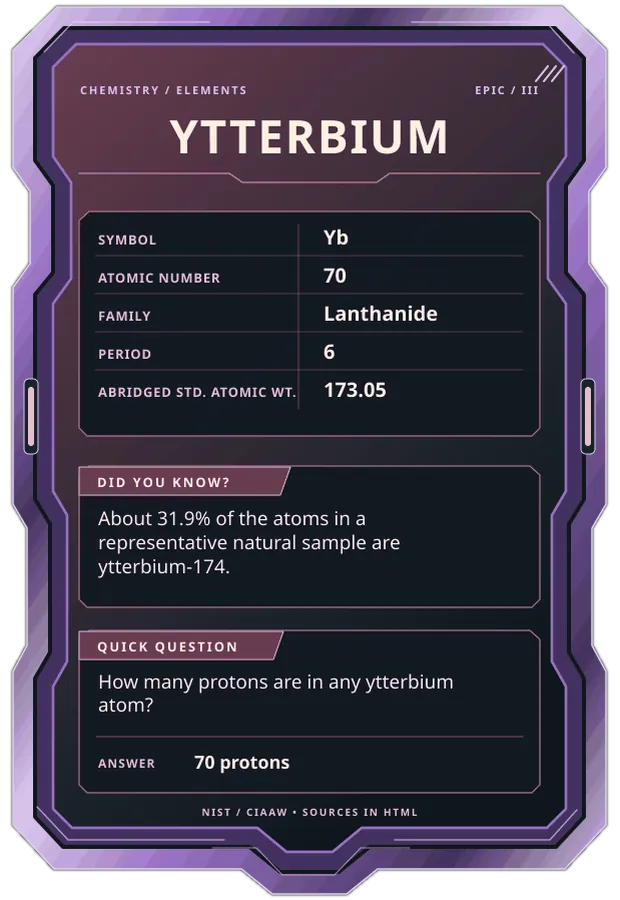 CHEMISTRY / ELEMENTS
EPIC / III
YTTERBIUM
SYMBOL Yb
ATOMIC NUMBER 70
FAMILY Lanthanide
PERIOD 6
ABRIDGED STD. ATOMIC WT. 173.05
DID YOU KNOW?
About 31.9% of the atoms in a
representative natural sample are
ytterbium-174.
QUICK QUESTION
How many protons are in any ytterbium
atom?
ANSWER 70 protons
NIST / CIAAW • SOURCES IN HTML